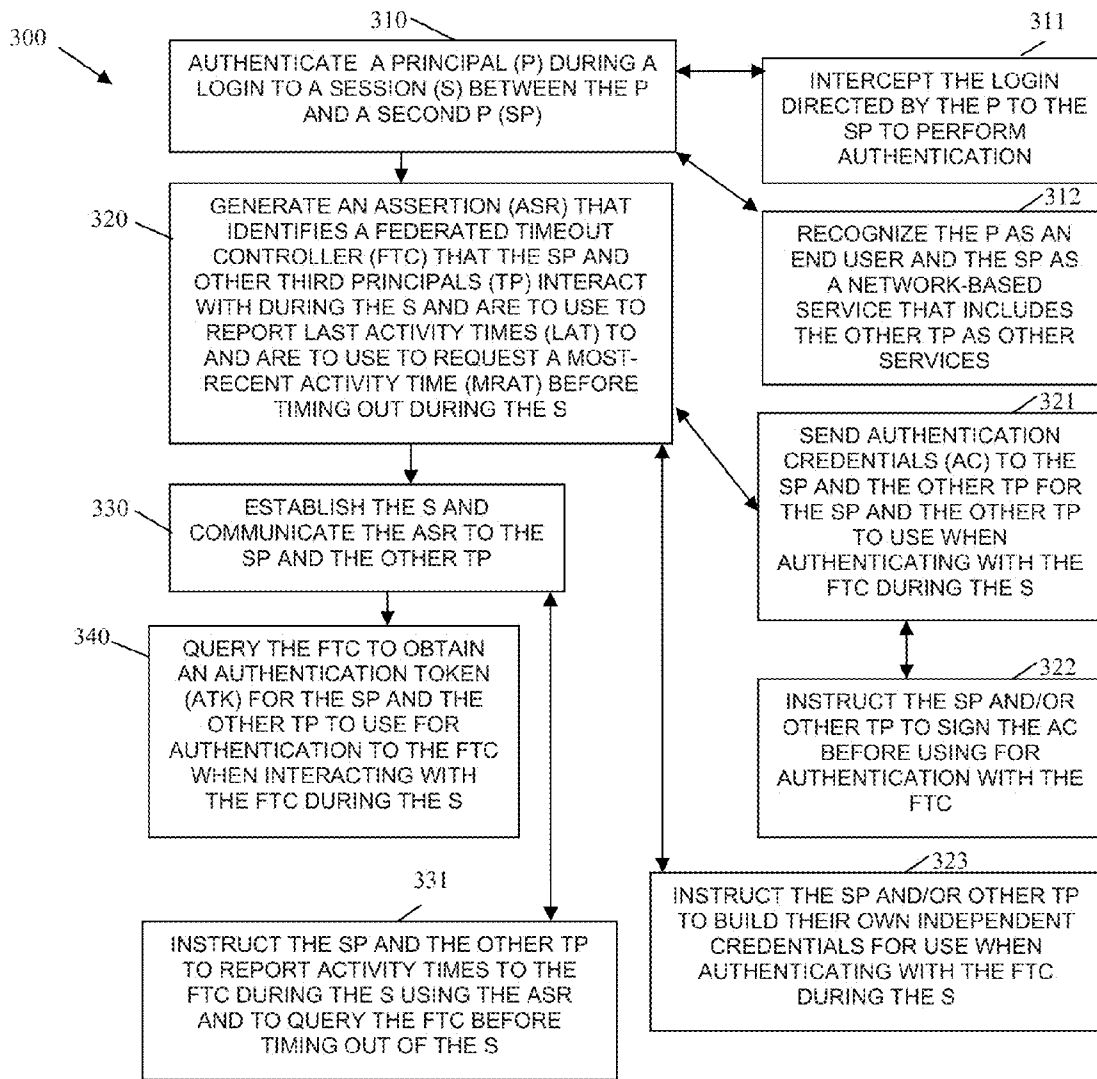 300
310
AUTHENTICATE A PRINCIPAL (P) DURING A
LOGIN TO A SESSION (S) BETWEEN THE P
AND A SECOND P (SP)
311
INTERCEPT THE LOGIN
DIRECTED BY THE P TO THE
SP TO PERFORM
AUTHENTICATION
312
RECOGNIZE THE P AS AN
END USER AND THE SP AS
A NETWORK-BASED
SERVICE THAT INCLUDES
THE OTHER TP AS OTHER
SERVICES
320
GENERATE AN ASSERTION (ASR) THAT
IDENTIFIES A FEDERATED TIMEOUT
CONTROLLER (FTC) THAT THE SP AND
OTHER THIRD PRINCIPALS (TP) INTERACT
WITH DURING THE S AND ARE TO USE TO
REPORT LAST ACTIVITY TIMES (LAT) TO
AND ARE TO USE TO REQUEST A MOST-
RECENT ACTIVITY TIME (MRAT) BEFORE
TIMING OUT DURING THE S
321
SEND AUTHENTICATION
CREDENTIALS (AC) TO THE
SP AND THE OTHER TP FOR
THE SP AND THE OTHER TP
TO USE WHEN
AUTHENTICATING WITH THE
FTC DURING THE S
330
ESTABLISH THE S AND
COMMUNICATE THE ASR TO THE
SP AND THE OTHER TP
322
INSTRUCT THE SP AND/OR
OTHER TP TO SIGN THE AC
BEFORE USING FOR
AUTHENTICATION WITH THE
FTC
340
QUERY THE FTC TO OBTAIN
AN AUTHENTICATION TOKEN
(ATK) FOR THE SP AND THE
OTHER TP TO USE FOR
AUTHENTICATION TO THE FTC
WHEN INTERACTING WITH
THE FTC DURING THE S
323
INSTRUCT THE SP AND/OR OTHER TP
TO BUILD THEIR OWN INDEPENDENT
CREDENTIALS FOR USE WHEN
AUTHENTICATING WITH THE FTC
DURING THE S
331
INSTRUCT THE SP AND THE OTHER TP
TO REPORT ACTIVITY TIMES TO THE
FTC DURING THE S USING THE ASR
AND TO QUERY THE FTC BEFORE
TIMING OUT OF THE S